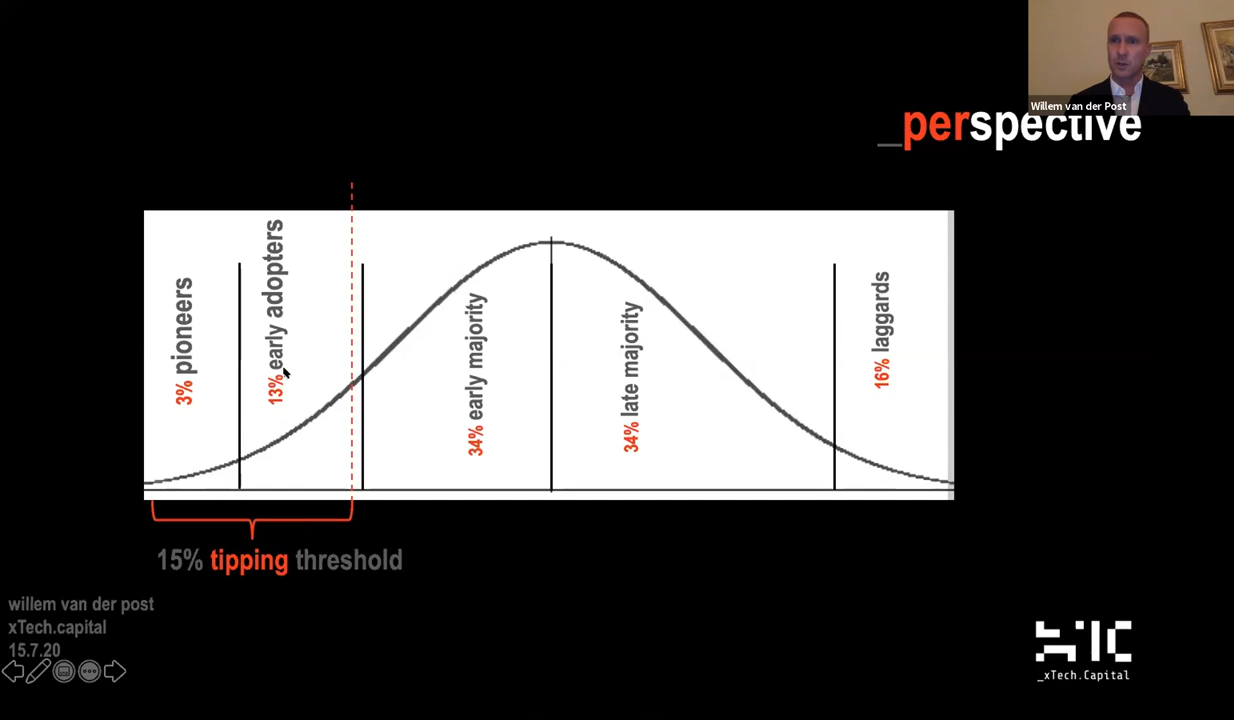 Willem van der Post
_perspective
3% pioneers
13% early adopters
34% early majority
34% late majority
16% laggards
15% tipping threshold
willem van der post
xTech.capital
15.7.20
_xTech.Capital